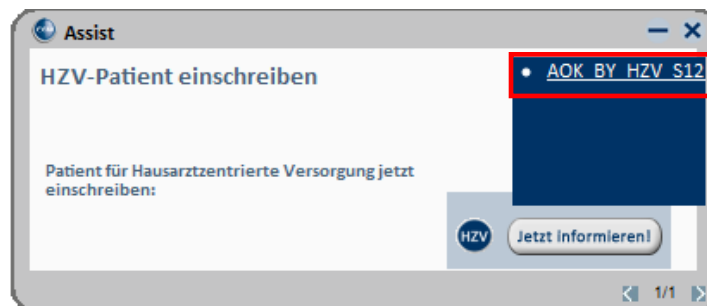 Assist
HZV-Patient einschreiben
AOK_BY_HZV_S12
Patient für Hausarztzentrierte Versorgung jetzt
einschreiben:
HZV
Jetzt informieren!
1/1